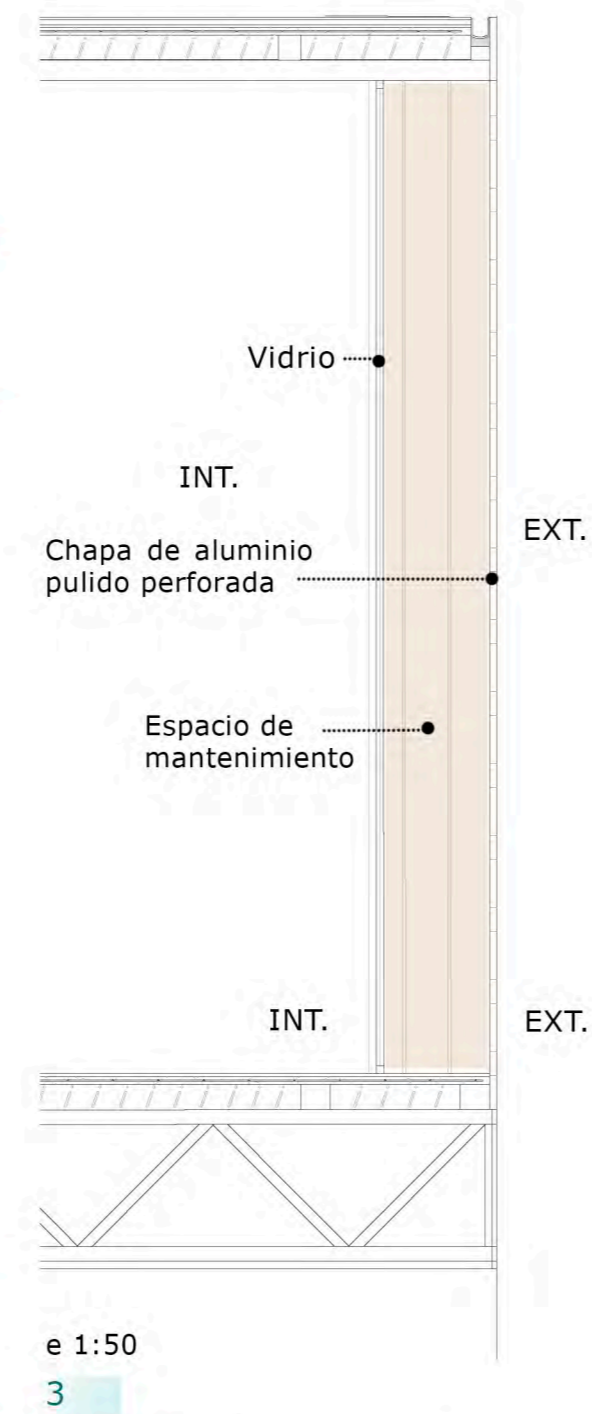 Vidrio
INT.
EXT.
Chapa de aluminio
pulido perforada
Espacio de
mantenimiento
INT.
EXT.
e 1:50
3